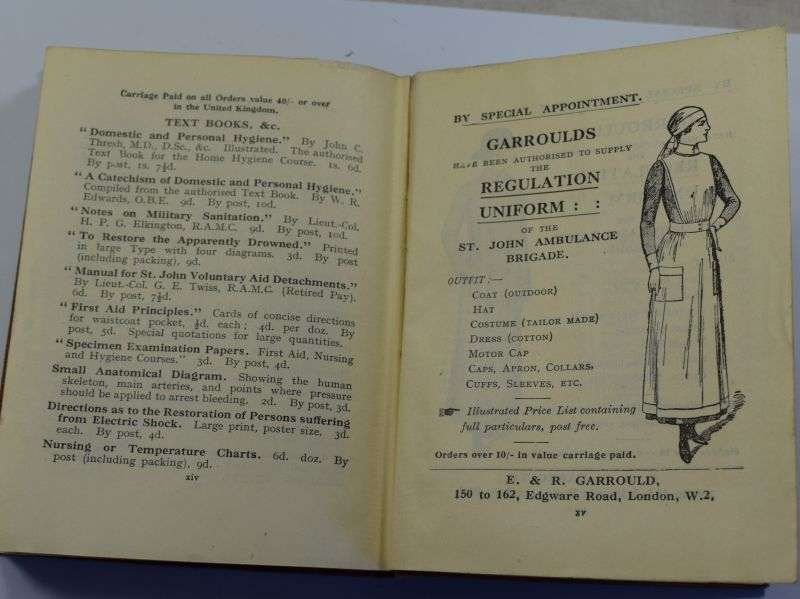 Carriage Paid on all Orders value 40/- or over
in the United Kingdom.
TEXT BOOKS, &c.
"Domestic and Personal Hygiene." By John C.
Thresh, M.D., D.Sc., &c. Illustrated. The authorised
Text Book for the Home Hygiene Course. 1s. 6d.
By post, 1s. 7½d.
"A Catechism of Domestic and Personal Hygiene."
Compiled from the authorised Text Book. By W. R.
Edwards, O.B.E. 9d. By post, 10d.
"Notes on Military Sanitation." By Lieut.-Col.
H. P. G. Elkington, R.A.M.C. 9d. By post, 10d.
"To Restore the Apparently Drowned." Printed
in large Type with four diagrams. 3d. By post
(including packing), 9d.
"Manual for St. John Voluntary Aid Detachments."
By Lieut.-Col. G. E. Twiss, R.A.M.C. (Retired Pay).
6d. By post, 7½d.
"First Aid Principles." Cards of concise directions
for waistcoat pocket, ½d. each; 4d. per doz. By
post, 5d. Special quotations for large quantities.
"Specimen Examination Papers. First Aid, Nursing
and Hygiene Courses." 3d. By post, 4d.
Small Anatomical Diagram. Showing the human
skeleton, main arteries, and points where pressure
should be applied to arrest bleeding. 2d. By post, 3d.
Directions as to the Restoration of Persons suffering
from Electric Shock. Large print, poster size. 3d.
each. By post, 4d.
Nursing or Temperature Charts. 6d. doz. By
post (including packing), 9d.
xiv
BY SPECIAL APPOINTMENT.
GARROULDS
HAVE BEEN AUTHORISED TO SUPPLY
THE
REGULATION
UNIFORM : :
OF THE
ST. JOHN AMBULANCE
BRIGADE.
OUTFIT:—
COAT (OUTDOOR)
HAT
COSTUME (TAILOR MADE)
DRESS (COTTON)
MOTOR CAP
CAPS, APRON, COLLARS,
CUFFS, SLEEVES, ETC.
Illustrated Price List containing
full particulars, post free.
Orders over 10/- in value carriage paid.
E. & R. GARROULD,
150 to 162, Edgware Road, London, W.2,
xv